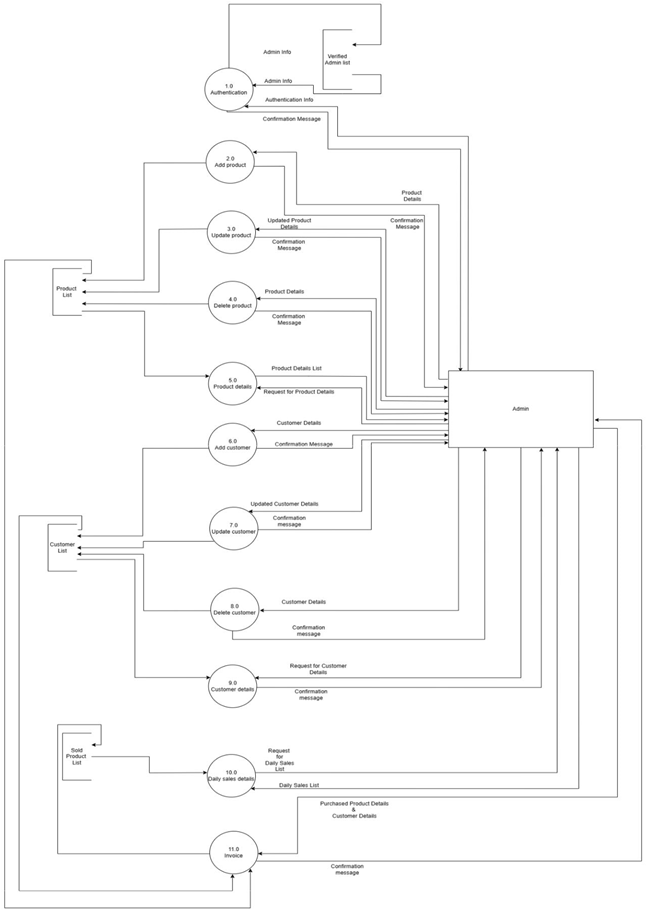 Admin Info
Verified
Admin list
Admin Info
1.0
Authentication
Authentication Info
Confirmation Message
2.0
Add product
Product
Details
Confirmation
Message
Updated Product
Details
3.0
Update product
Confirmation
Message
Product
List
Product Details
4.0
Delete product
Confirmation
Message
Product Details List
5.0
Product details
Request for Product Details
Admin
Customer Details
6.0
Add customer
Confirmation Message
Updated Customer Details
7.0
Update customer
Confirmation
message
Customer
List
Customer Details
8.0
Delete customer
Confirmation
message
Request for Customer
Details
9.0
Customer details
Confirmation
message
Sold
Product
List
Request
for
Daily Sales
List
10.0
Daily sales details
Daily Sales List
Purchased Product Details
&
Customer Details
11.0
Invoice
Confirmation
message